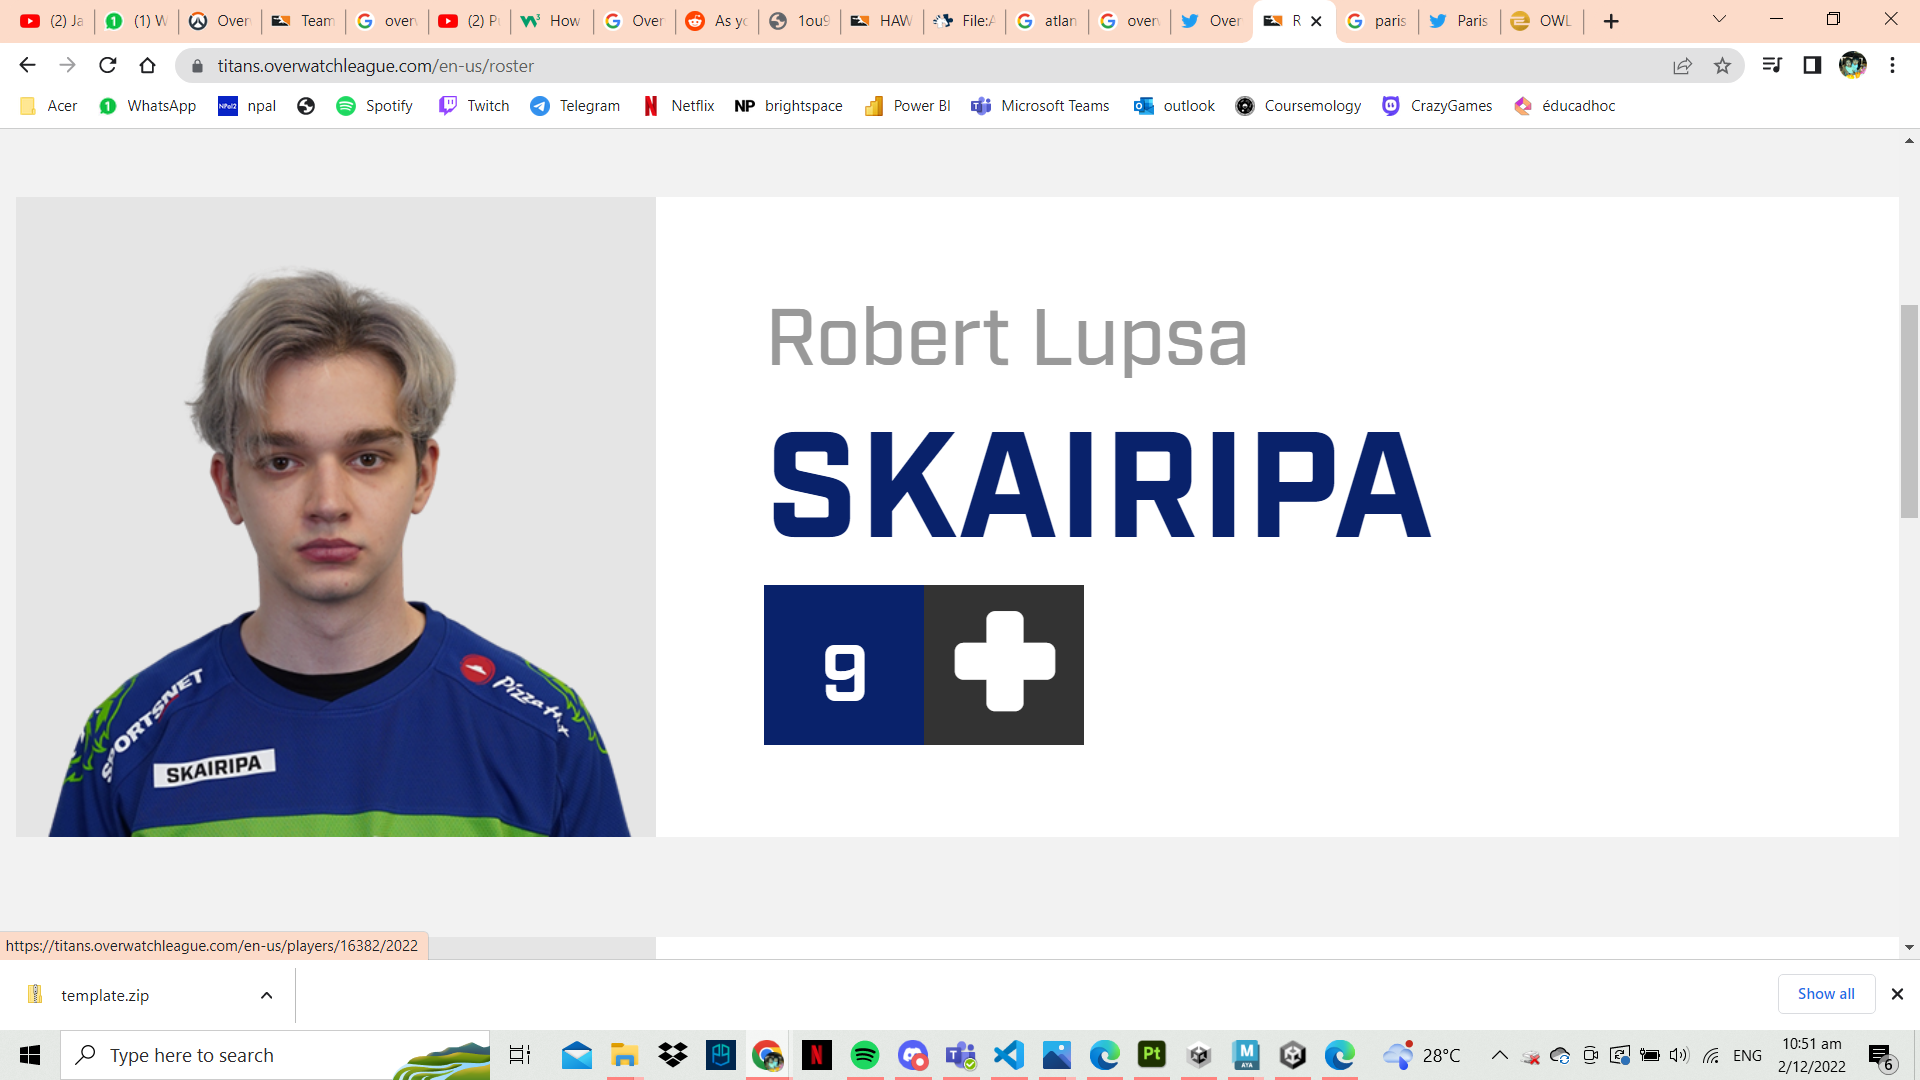 (2) Ja
(1) W
Over
Team
over
(2) P
How
Over
As yo
1ou9
HAW
File:A
atlan
over
Over
R
paris
Paris
OWL
titans.overwatchleague.com/en-us/roster
Acer
WhatsApp
npal
Spotify
Twitch
Telegram
Netflix
NP brightspace
Power BI
Microsoft Teams
outlook
Coursemology
CrazyGames
éducadhoc
Robert Lupsa
SKAIRIPA
9
SPORTSNET
Pizza Hut
SKAIRIPA
https://titans.overwatchleague.com/en-us/players/16382/2022
template.zip
Show all
Type here to search
Pt
M
28°C
ENG
10:51 am
2/12/2022
6